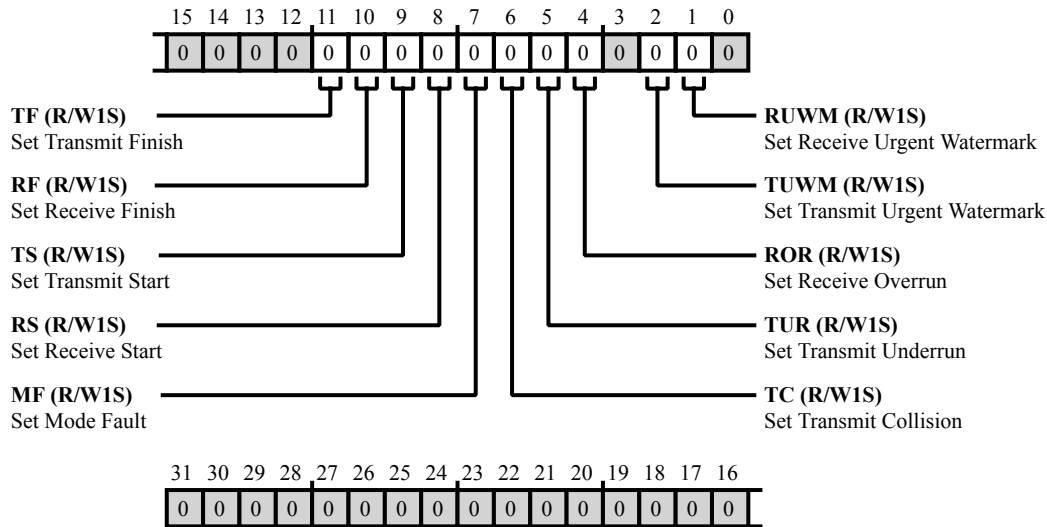 15 14 13 12 11 10 9 8 7 6 5 4 3 2 1 0
0 0 0 0 0 0 0 0 0 0 0 0 0 0 0 0
TF (R/W1S)
Set Transmit Finish
RF (R/W1S)
Set Receive Finish
TS (R/W1S)
Set Transmit Start
RS (R/W1S)
Set Receive Start
MF (R/W1S)
Set Mode Fault
RUWM (R/W1S)
Set Receive Urgent Watermark
TUWM (R/W1S)
Set Transmit Urgent Watermark
ROR (R/W1S)
Set Receive Overrun
TUR (R/W1S)
Set Transmit Underrun
TC (R/W1S)
Set Transmit Collision
31 30 29 28 27 26 25 24 23 22 21 20 19 18 17 16
0 0 0 0 0 0 0 0 0 0 0 0 0 0 0 0